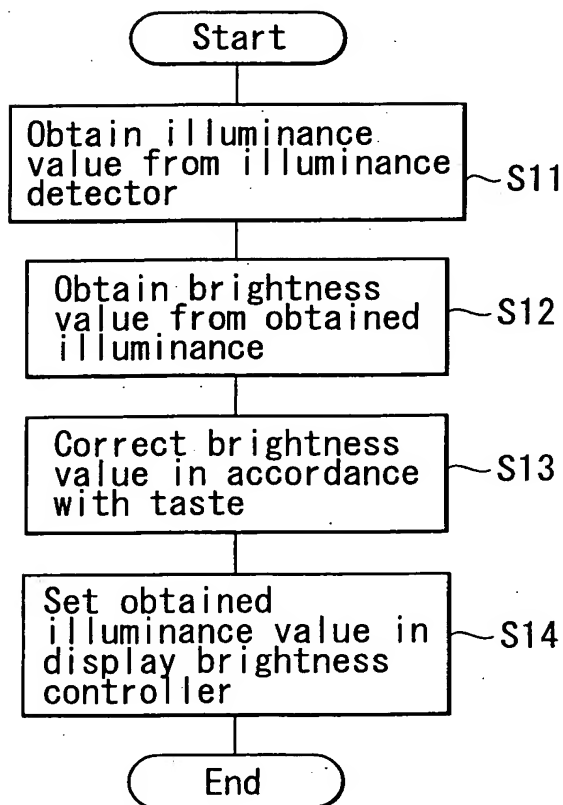 Start
Obtain illuminance
value from illuminance
detector
S11
Obtain brightness
value from obtained
illuminance
S12
Correct brightness
value in accordance
with taste
S13
Set obtained
illuminance value in
display brightness
controller
S14
End